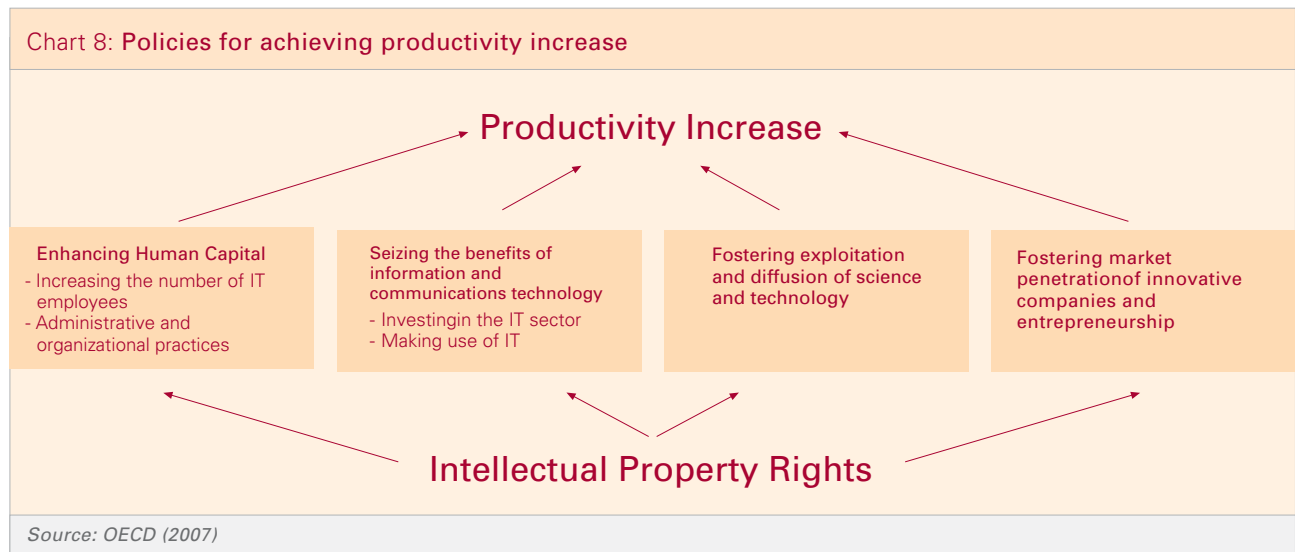 Chart 8: Policies for achieving productivity increase
Productivity Increase
Enhancing Human Capital
- Increasing the number of IT
employees
- Administrative and
organizational practices
Seizing the benefits of
information and
communications technology
- Investingin the IT sector
- Making use of IT
Fostering exploitation
and diffusion of science
and technology
Fostering market
penetrationof innovative
companies and
entrepreneurship
Intellectual Property Rights
Source: OECD (2007)